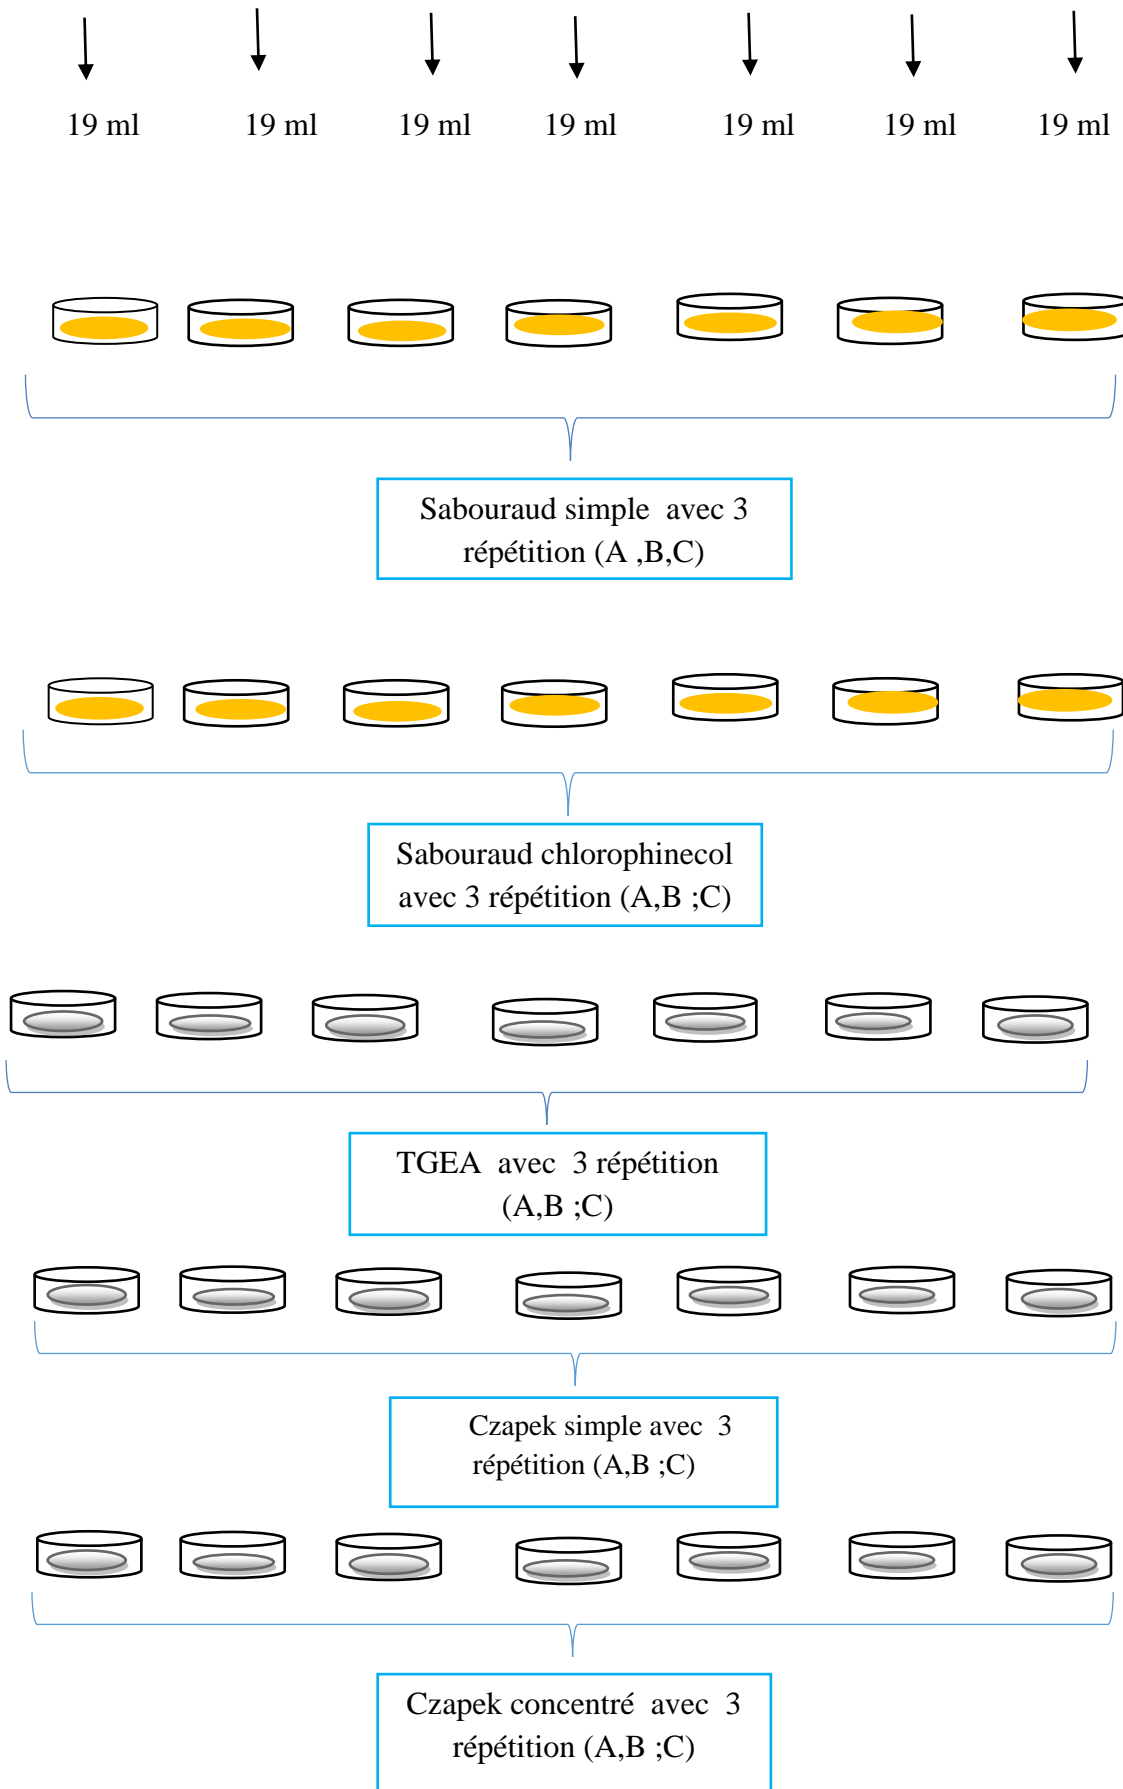 19 ml 19 ml 19 ml 19 ml 19 ml 19 ml 19 ml
Sabouraud simple avec 3
répétition (A ,B,C)
Sabouraud chlorophinecol
avec 3 répétition (A,B ;C)
TGEA avec 3 répétition
(A,B ;C)
Czapek simple avec 3
répétition (A,B ;C)
Czapek concentré avec 3
répétition (A,B ;C)